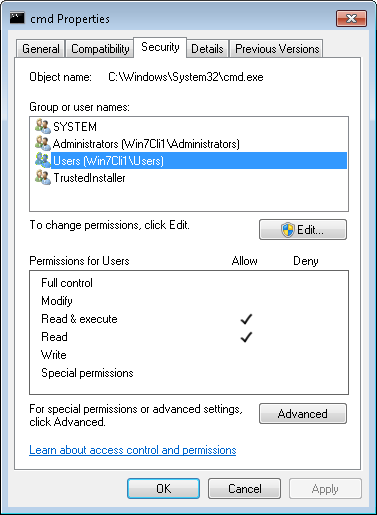 cmd Properties
General Compatibility Security Details Previous Versions
Object name: C:\Windows\System32\cmd.exe
Group or user names:
SYSTEM
Administrators (Win7Cli1\Administrators)
Users (Win7Cli1\Users)
TrustedInstaller
To change permissions, click Edit.
Edit...
Permissions for Users Allow Deny
Full control
Modify
Read & execute
Read
Write
Special permissions
For special permissions or advanced settings,
click Advanced.
Advanced
Learn about access control and permissions
OK Cancel Apply